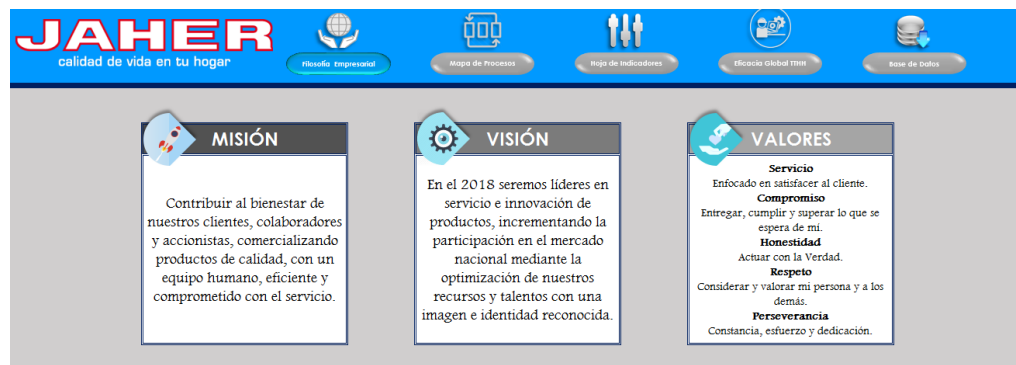 JAHER
calidad de vida en tu hogar
Filosofía Empresarial
Mapa de Procesos
Hoja de Indicadores
Eficacia Global TTHH
Base de Datos
MISIÓN
Contribuir al bienestar de
nuestros clientes, colaboradores
y accionistas, comercializando
productos de calidad, con un
equipo humano, eficiente y
comprometido con el servicio.
VISIÓN
En el 2018 seremos líderes en
servicio e innovación de
productos, incrementando la
participación en el mercado
nacional mediante la
optimización de nuestros
recursos y talentos con una
imagen e identidad reconocida.
VALORES
Servicio
Enfocado en satisfacer al cliente.
Compromiso
Entregar, cumplir y superar lo que se
espera de mí.
Honestidad
Actuar con la Verdad.
Respeto
Considerar y valorar mi persona y a los
demás.
Perseverancia
Constancia, esfuerzo y dedicación.